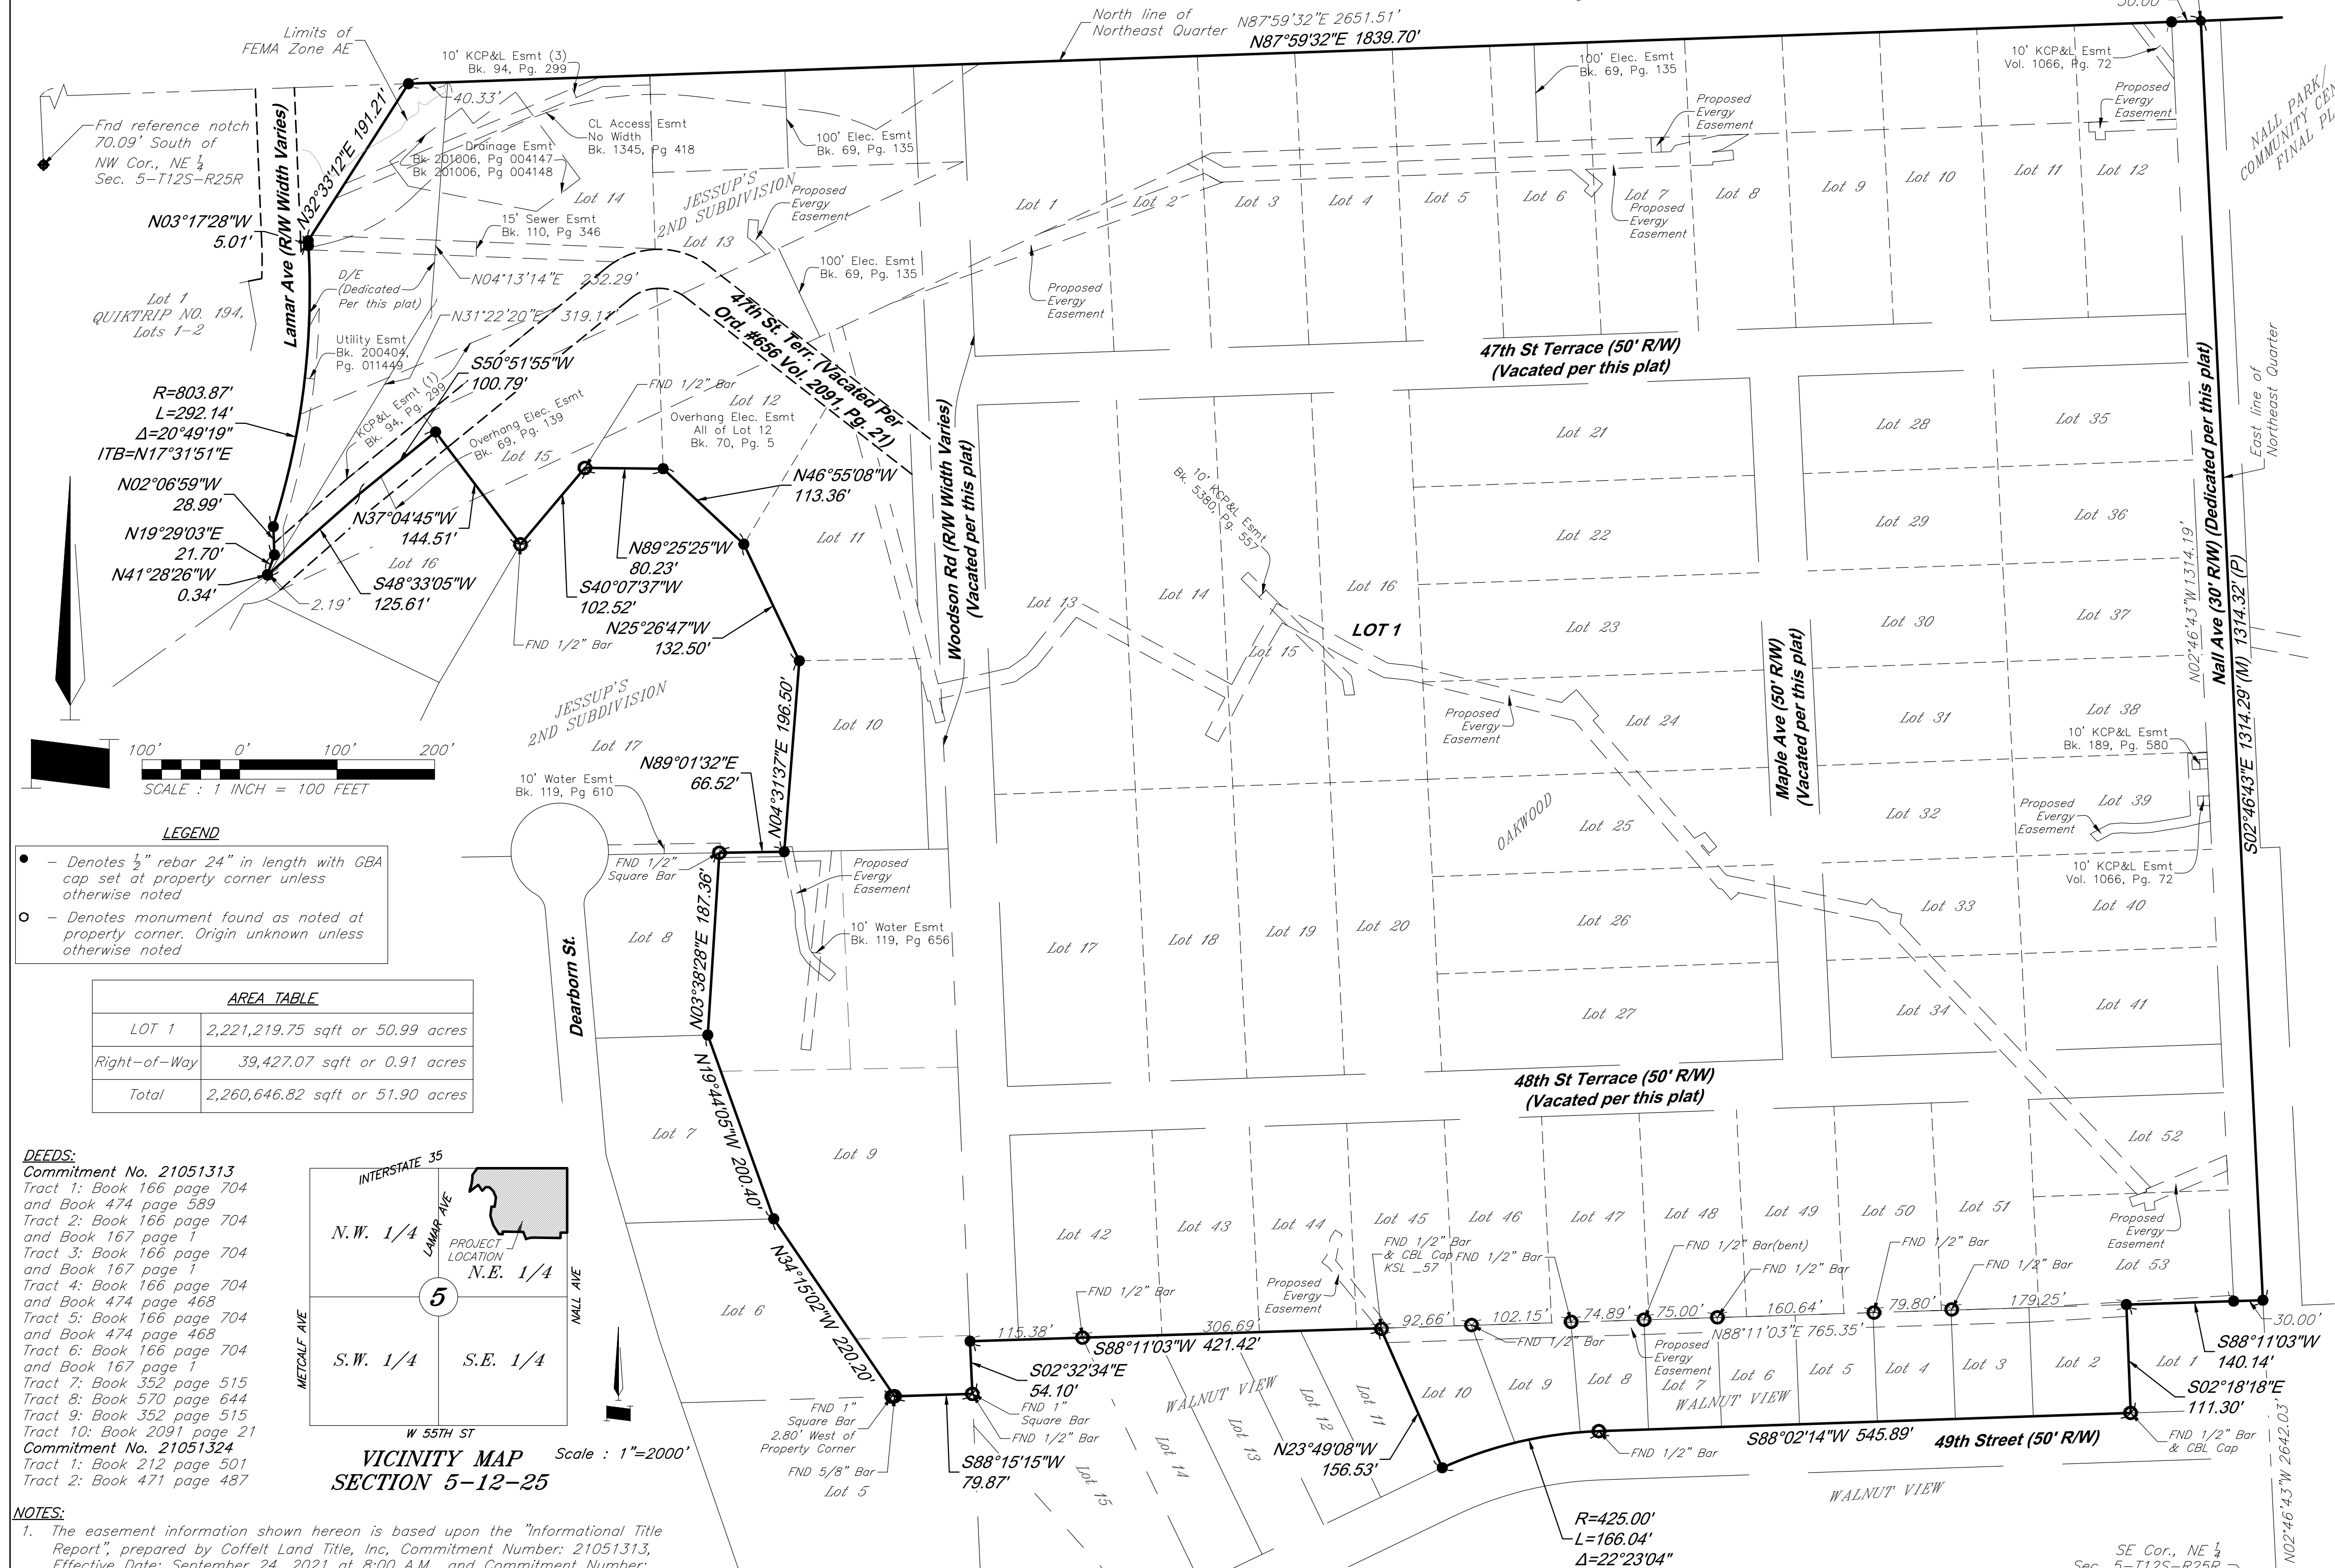 North line of
Northeast Quarter
N87°59'32"E 2651.51'
N87°59'32"E 1839.70'
Limits of
FEMA Zone AE
10' KCP&L Esmt (3)
Bk. 94, Pg. 299
100' Elec. Esmt
Bk. 69, Pg. 135
10' KCP&L Esmt
Vol. 1066, Pg. 72
40.33'
Fnd reference notch
70.09' South of
NW Cor., NE ¼
Sec. 5-T12S-R25R
CL Access Esmt
No Width
Bk. 1345, Pg 418
Drainage Esmt
Bk 201006, Pg 004147
Bk 201006, Pg 004148
100' Elec. Esmt
Bk. 69, Pg. 135
Proposed
Evergy
Easement
Proposed
Evergy
Easement
NALL PARK/
N32°33'12"E 191.21'
Lamar Ave (R/W Width Varies)
N03°17'28"W
5.01'
Lot 14
JESSUP'S
2ND SUBDIVISION
Proposed
Evergy
Easement
15' Sewer Esmt
Bk. 110, Pg 346
Lot 13
Lot 1
Lot 2
Lot 3
Lot 4
Lot 5
Lot 6
Lot 7
Lot 8
Lot 9
Lot 10
Lot 11
Lot 12
Proposed
Evergy
Easement
100' Elec. Esmt
Bk. 69, Pg. 135
D/E
(Dedicated
Per this plat)
N04°13'14"E 232.29'
Lot 1
QUIKTRIP NO. 194,
Lots 1-2
N31°22'20"E 319.11'
47th St. Terr. (Vacated Per
Ord. #656 Vol. 2091, Pg. 21)
Proposed
Evergy
Easement
Utility Esmt
Bk. 200404,
Pg. 011449
47th St Terrace (50' R/W)
(Vacated per this plat)
East line of
Northeast Quarter
S50°51'55"W
100.79'
KCP&L Esmt (1)
Bk. 94, Pg. 299
R=803.87'
L=292.14'
Δ=20°49'19"
ITB=N17°31'51"E
FND 1/2" Bar
Lot 12
Overhang Elec. Esmt
All of Lot 12
Bk. 70, Pg. 5
Overhang Elec. Esmt
69, Pg. 139
Lot 15
Woodson Rd (R/W Width Varies)
(Vacated per this plat)
Lot 21
Lot 28
Lot 35
N02°06'59"W
28.99'
N46°55'08"W
113.36'
10' KCP&L Esmt
Bk. 5380, Pg. 557
N19°29'03"E
21.70'
N37°04'45"W
144.51'
Lot 11
Lot 22
Lot 29
Lot 36
N89°25'25"W
80.23'
Lot 16
N41°28'26"W
0.34'
S48°33'05"W
125.61'
2.19'
S40°07'37"W
102.52'
Lot 13
Lot 14
Lot 16
LOT 1
Lot 23
Lot 30
Lot 37
N25°26'47"W
132.50'
FND 1/2" Bar
Lot 15
Nall Ave (30' R/W) (Dedicated per this plat)
N02°46'43"W 1314.19'
S02°46'43"E 1314.29' (M) 1314.32' (P)
Maple Ave (50' R/W)
(Vacated per this plat)
JESSUP'S
2ND SUBDIVISION
Lot 17
Lot 10
Proposed
Evergy
Easement
Lot 24
Lot 31
Lot 38
10' KCP&L Esmt
Bk. 189, Pg. 580
N89°01'32"E
66.52'
N04°31'37"E 196.50'
100' 0' 100' 200'
SCALE : 1 INCH = 100 FEET
10' Water Esmt
Bk. 119, Pg 610
OAKWOOD
Lot 25
Lot 32
Lot 39
Proposed
Evergy
Easement
LEGEND
– Denotes ½" rebar 24" in length with GBA
cap set at property corner unless
otherwise noted
– Denotes monument found as noted at
property corner. Origin unknown unless
otherwise noted
FND 1/2"
Square Bar
Proposed
Evergy
Easement
10' KCP&L Esmt
Vol. 1066, Pg. 72
Lot 8
N03°38'28"E 187.36'
10' Water Esmt
Bk. 119, Pg 656
Lot 17
Lot 18
Lot 19
Lot 20
Lot 26
Lot 33
Lot 40
Dearborn St.
AREA TABLE
LOT 1 2,221,219.75 sqft or 50.99 acres
Right-of-Way 39,427.07 sqft or 0.91 acres
Total 2,260,646.82 sqft or 51.90 acres
Lot 27
Lot 34
Lot 41
48th St Terrace (50' R/W)
(Vacated per this plat)
N19°44'05"W 200.40'
Lot 7
Lot 9
Lot 52
DEEDS:
Commitment No. 21051313
Tract 1: Book 166 page 704
and Book 474 page 589
Tract 2: Book 166 page 704
and Book 167 page 1
Tract 3: Book 166 page 704
and Book 167 page 1
Tract 4: Book 166 page 704
and Book 474 page 468
Tract 5: Book 166 page 704
and Book 474 page 468
Tract 6: Book 166 page 704
and Book 167 page 1
Tract 7: Book 352 page 515
Tract 8: Book 570 page 644
Tract 9: Book 352 page 515
Tract 10: Book 2091 page 21
Commitment No. 21051324
Tract 1: Book 212 page 501
Tract 2: Book 471 page 487
INTERSTATE 35
N.W. 1/4
LAMAR AVE
PROJECT
LOCATION
N.E. 1/4
5
METCALF AVE
NALL AVE
S.W. 1/4
S.E. 1/4
W 55TH ST
VICINITY MAP
SECTION 5-12-25
Scale : 1"=2000'
Lot 6
N34°15'02"W 220.20'
Lot 42
Lot 43
Lot 44
Lot 45
Lot 46
Lot 47
Lot 48
Lot 49
Lot 50
Lot 51
Proposed
Evergy
Easement
Lot 53
FND 1/2" Bar
& CBL Cap
KSL _57
FND 1/2" Bar
FND 1/2" Bar(bent)
FND 1/2" Bar
FND 1/2" Bar
FND 1/2" Bar
FND 1/2" Bar
Proposed
Evergy
Easement
115.38'
306.69'
92.66'
102.15'
74.89'
75.00'
160.64'
79.80'
179.25'
30.00'
S88°11'03"W 421.42'
FND 1/2" Bar
Proposed
Evergy
Easement
N88°11'03"E 765.35'
S88°11'03"W
140.14'
S02°32'34"E
54.10'
WALNUT VIEW
Lot 15
Lot 14
Lot 13
Lot 12
Lot 11
Lot 10
Lot 9
Lot 8
Lot 7
Lot 6
Lot 5
Lot 4
Lot 3
Lot 2
Lot 1
WALNUT VIEW
S02°18'18"E
111.30'
FND 1"
Square Bar
2.80' West of
Property Corner
FND 1"
Square Bar
FND 1/2" Bar
FND 5/8" Bar
Lot 5
S88°15'15"W
79.87'
N23°49'08"W
156.53'
FND 1/2" Bar
S88°02'14"W 545.89'
49th Street (50' R/W)
FND 1/2" Bar
& CBL Cap
WALNUT VIEW
N02°46'43"W 2642.03'
R=425.00'
L=166.04'
Δ=22°23'04"
NOTES:
1. The easement information shown hereon is based upon the "Informational Title
Report", prepared by Coffelt Land Title, Inc, Commitment Number: 21051313,
Effective Date: September 24, 2021 at 8:00 A.M., and Commitment Number:
SE Cor., NE ¼
Sec. 5-T12S-R25R